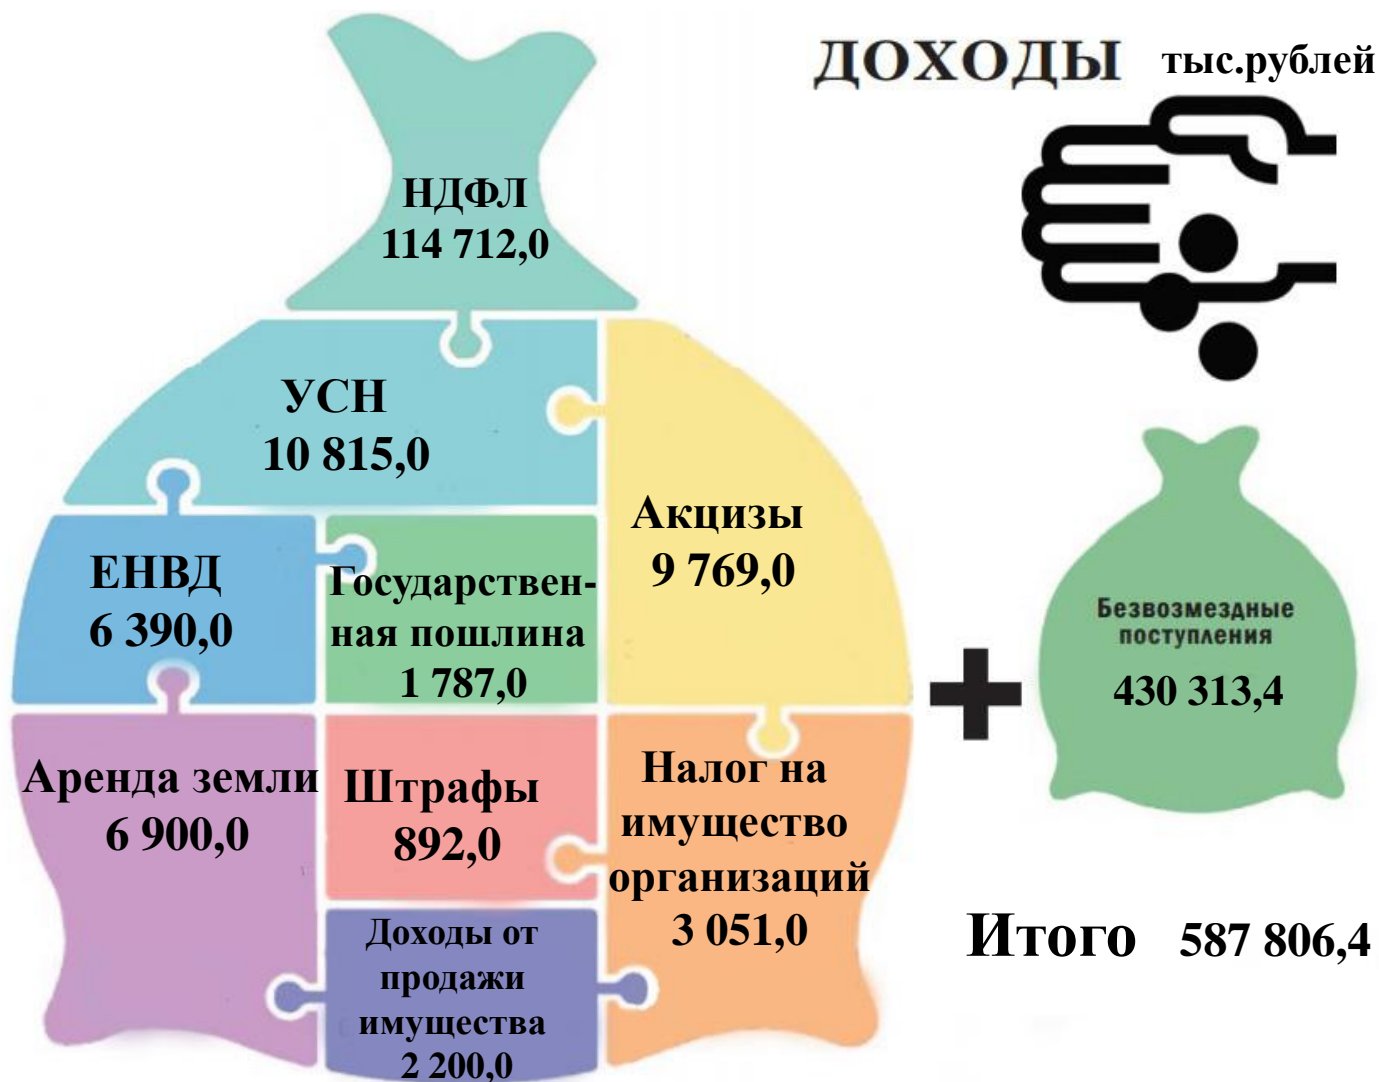 ДОХОДЫ тыс.рублей
НДФЛ
114 712,0
УСН
10 815,0
Акцизы
9 769,0
ЕНВД
6 390,0
Государствен-
ная пошлина
1 787,0
Безвозмездные
поступления
430 313,4
Аренда земли
6 900,0
Штрафы
892,0
Налог на
имущество
организаций
3 051,0
Доходы от
продажи
имущества
2 200,0
Итого 587 806,4